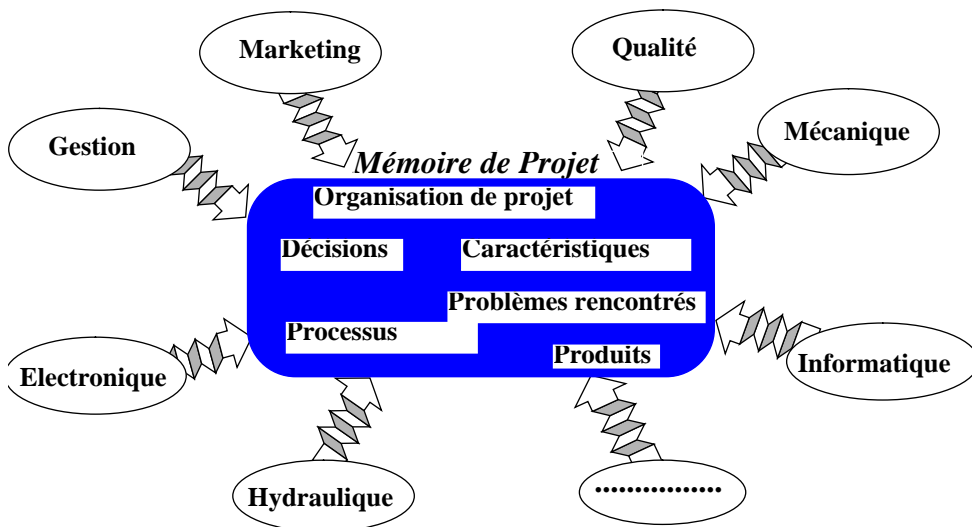 Marketing
Qualité
Gestion
Mécanique
Mémoire de Projet
Organisation de projet
Décisions
Caractéristiques
Problèmes rencontrés
Processus
Produits
Electronique
Informatique
Hydraulique
.................